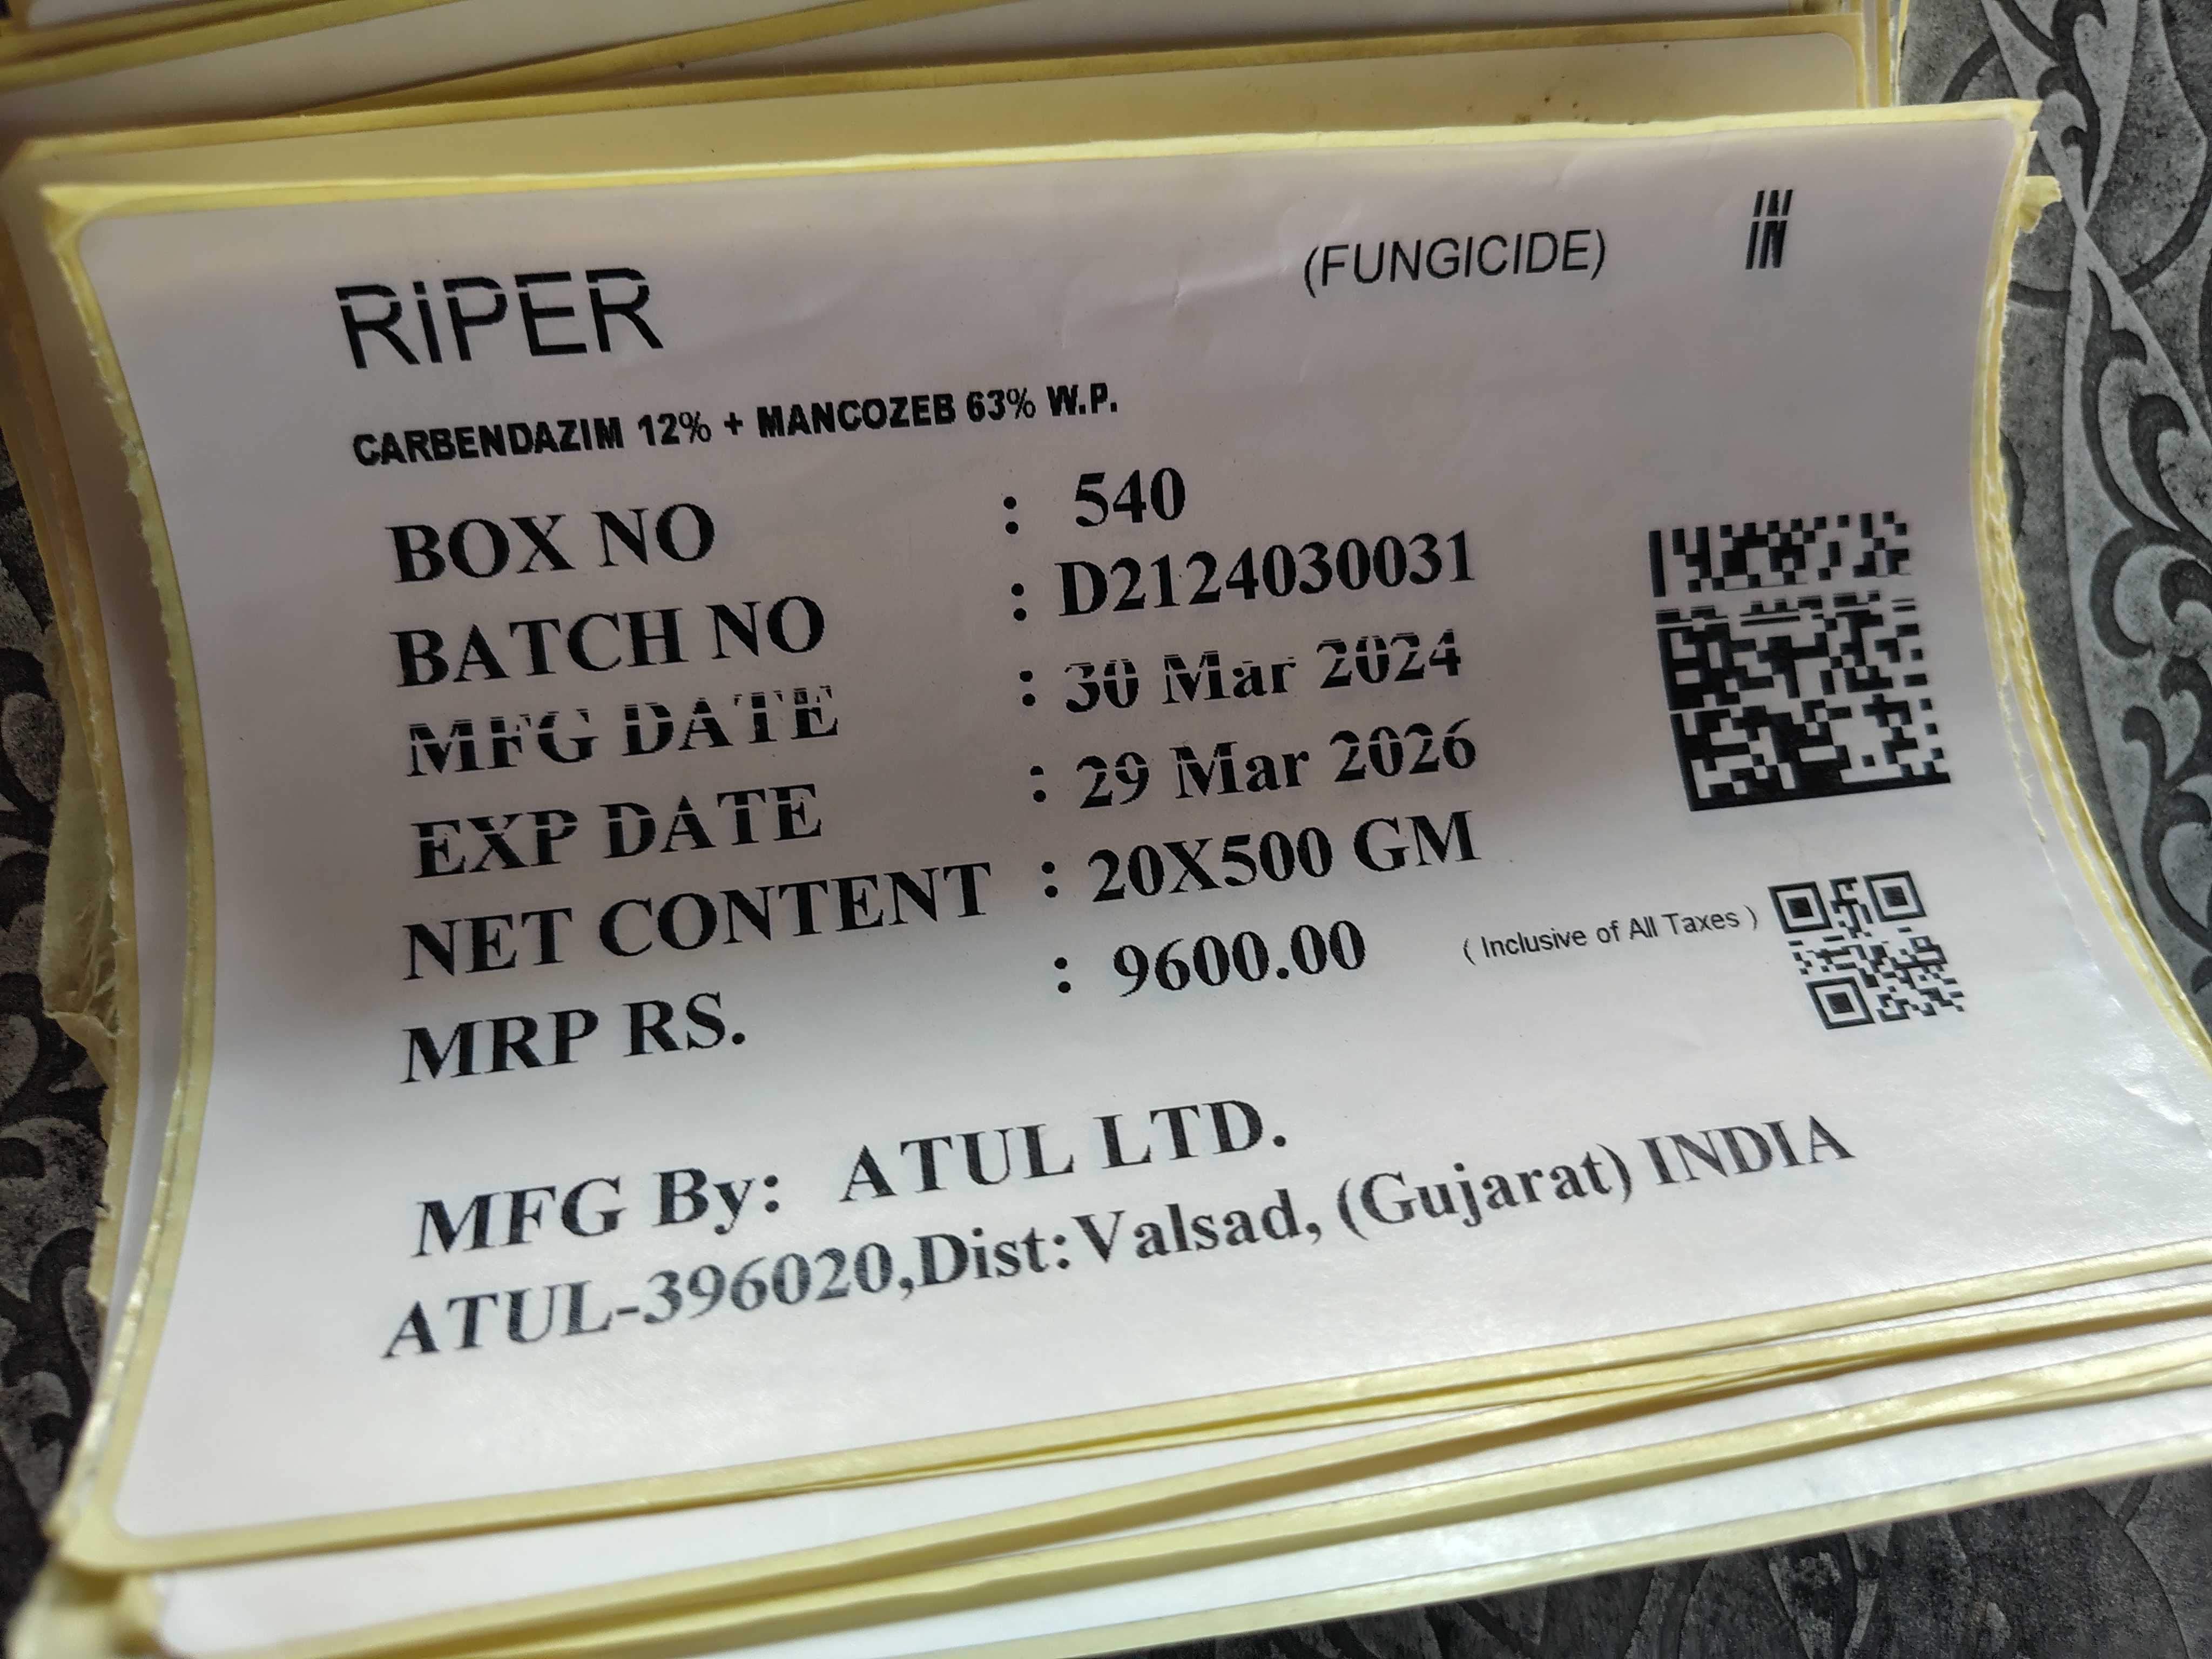 RiPER (FUNGICIDE) IN
CARBENDAZIM 12% + MANCOZEB 63% W.P.
BOX NO : 540
BATCH NO : D2124030031
MFG DATE : 30 Mar 2024
EXP DATE : 29 Mar 2026
NET CONTENT : 20X500 GM
MRP RS. : 9600.00 ( Inclusive of All Taxes )
MFG By: ATUL LTD.
ATUL-396020,Dist:Valsad, (Gujarat) INDIA